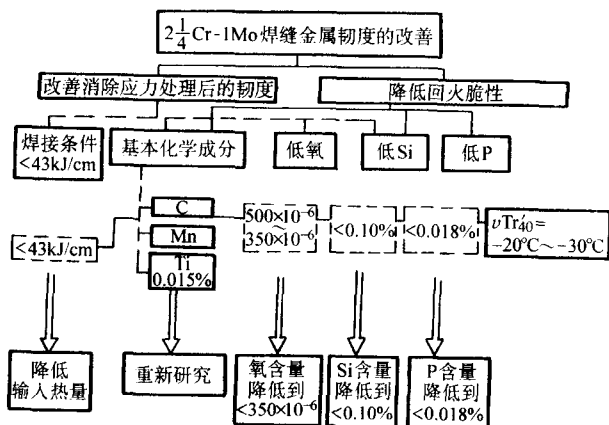 2 1/4 Cr-1Mo焊缝金属韧度的改善
改善消除应力处理后的韧度
降低回火脆性
焊接条件
<43kJ/cm
基本化学成分
低氧
低Si
低P
C
Mn
Ti
0.015%
<43kJ/cm
500×10⁻⁶
~
350×10⁻⁶
<0.10%
<0.018%
υTr′₄₀=
-20℃~-30℃
降低
输入热量
重新研究
氧含量
降低到
<350×10⁻⁶
Si含量
降低到
<0.10%
P含量
降低到
<0.018%